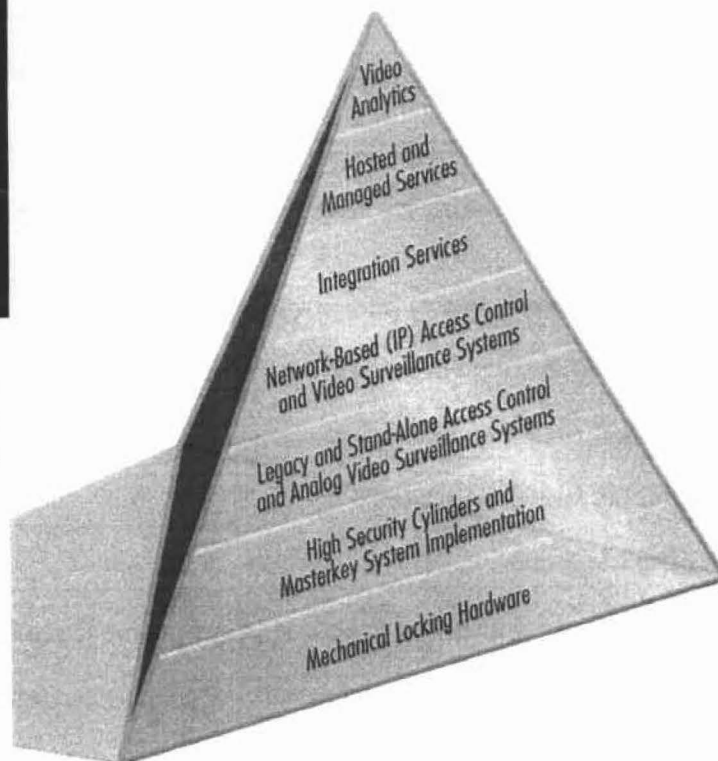 Video
Analytics
Hosted and
Managed Services
Integration Services
Network-Based (IP) Access Control
and Video Surveillance Systems
Legacy and Stand-Alone Access Control
and Analog Video Surveillance Systems
High Security Cylinders and
Masterkey System Implementation
Mechanical Locking Hardware